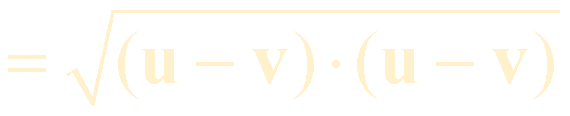 = √(u − v) · (u − v)